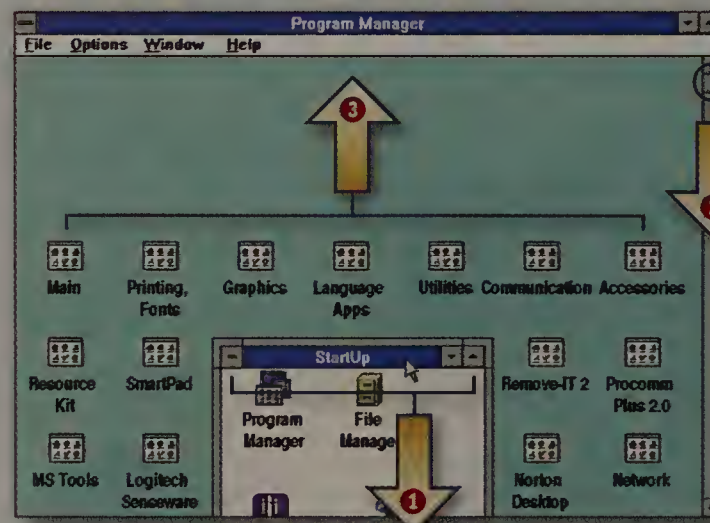 Program Manager
File Options Window Help
3
Main
Printing, Fonts
Graphics
Language Apps
Utilities
Communication
Accessories
Resource Kit
SmartPad
StartUp
Remove-IT 2
Procomm Plus 2.0
Program Manager
File Manage
MS Tools
Logitech Senseware
1
Norton Desktop
Network